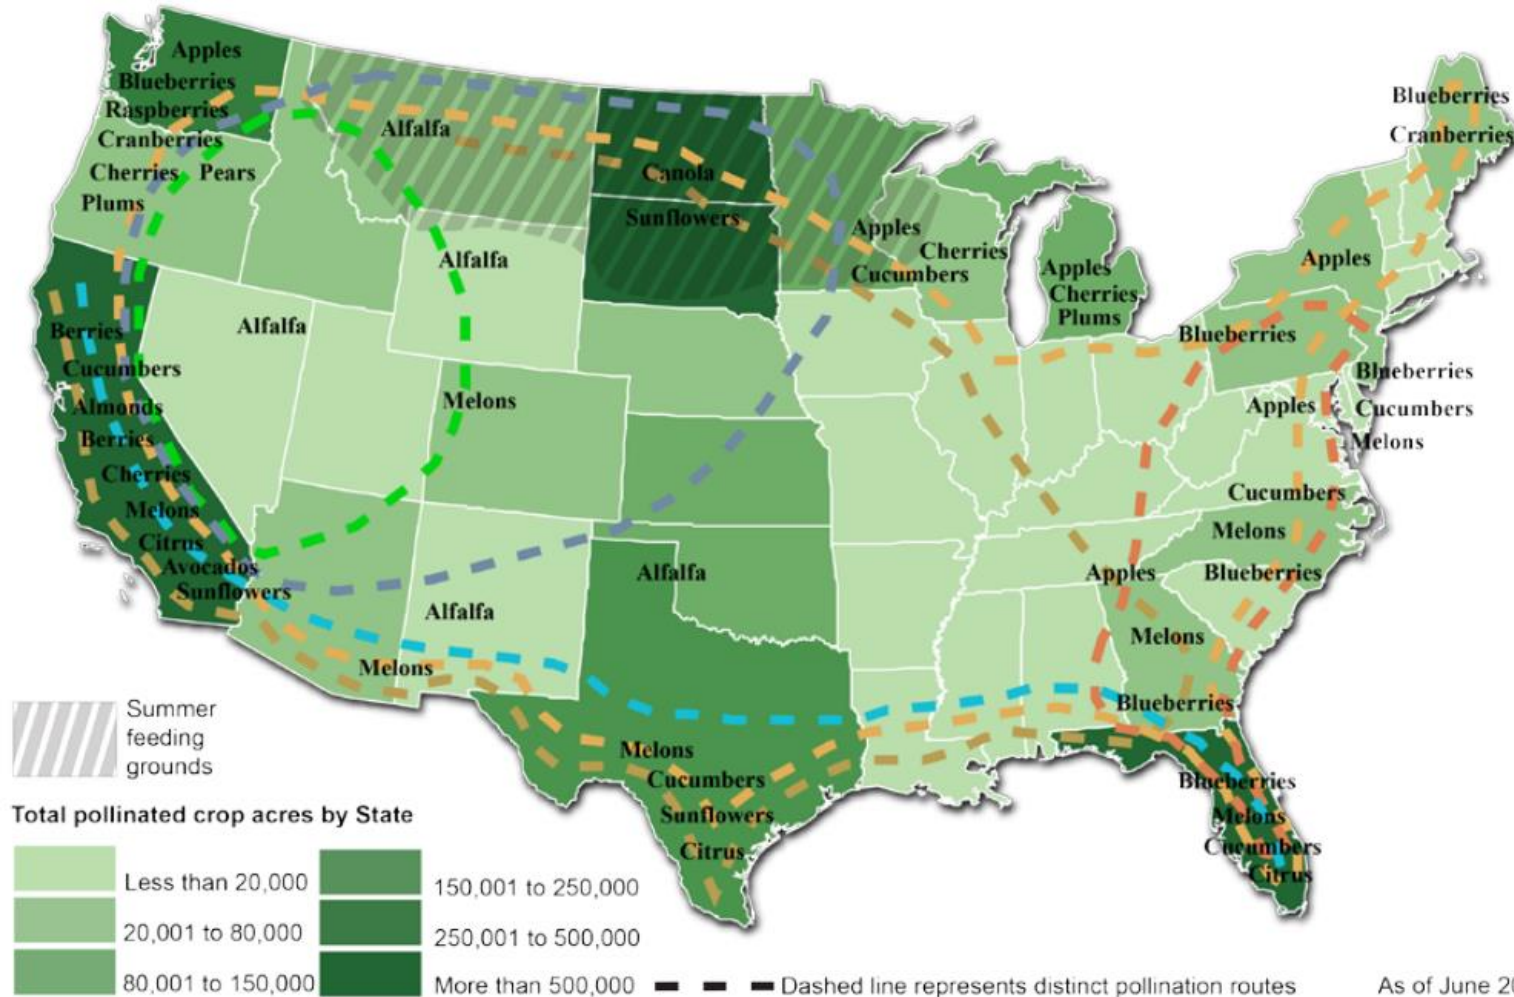 Apples
Blueberries
Raspberries
Cranberries
Cherries Pears
Plums
Alfalfa
Canola
Sunflowers
Alfalfa
Alfalfa
Melons
Apples
Cherries
Cucumbers
Apples
Cherries
Plums
Blueberries
Cranberries
Apples
Blueberries
Blueberries
Apples
Cucumbers
Melons
Cucumbers
Melons
Blueberries
Apples
Melons
Blueberries
Berries
Cucumbers
Almonds
Berries
Cherries
Melons
Citrus
Avocados
Sunflowers
Alfalfa
Alfalfa
Melons
Melons
Cucumbers
Sunflowers
Citrus
Blueberries
Melons
Cucumbers
Citrus
Summer
feeding
grounds
Total pollinated crop acres by State
Less than 20,000
20,001 to 80,000
80,001 to 150,000
150,001 to 250,000
250,001 to 500,000
More than 500,000
Dashed line represents distinct pollination routes
As of June